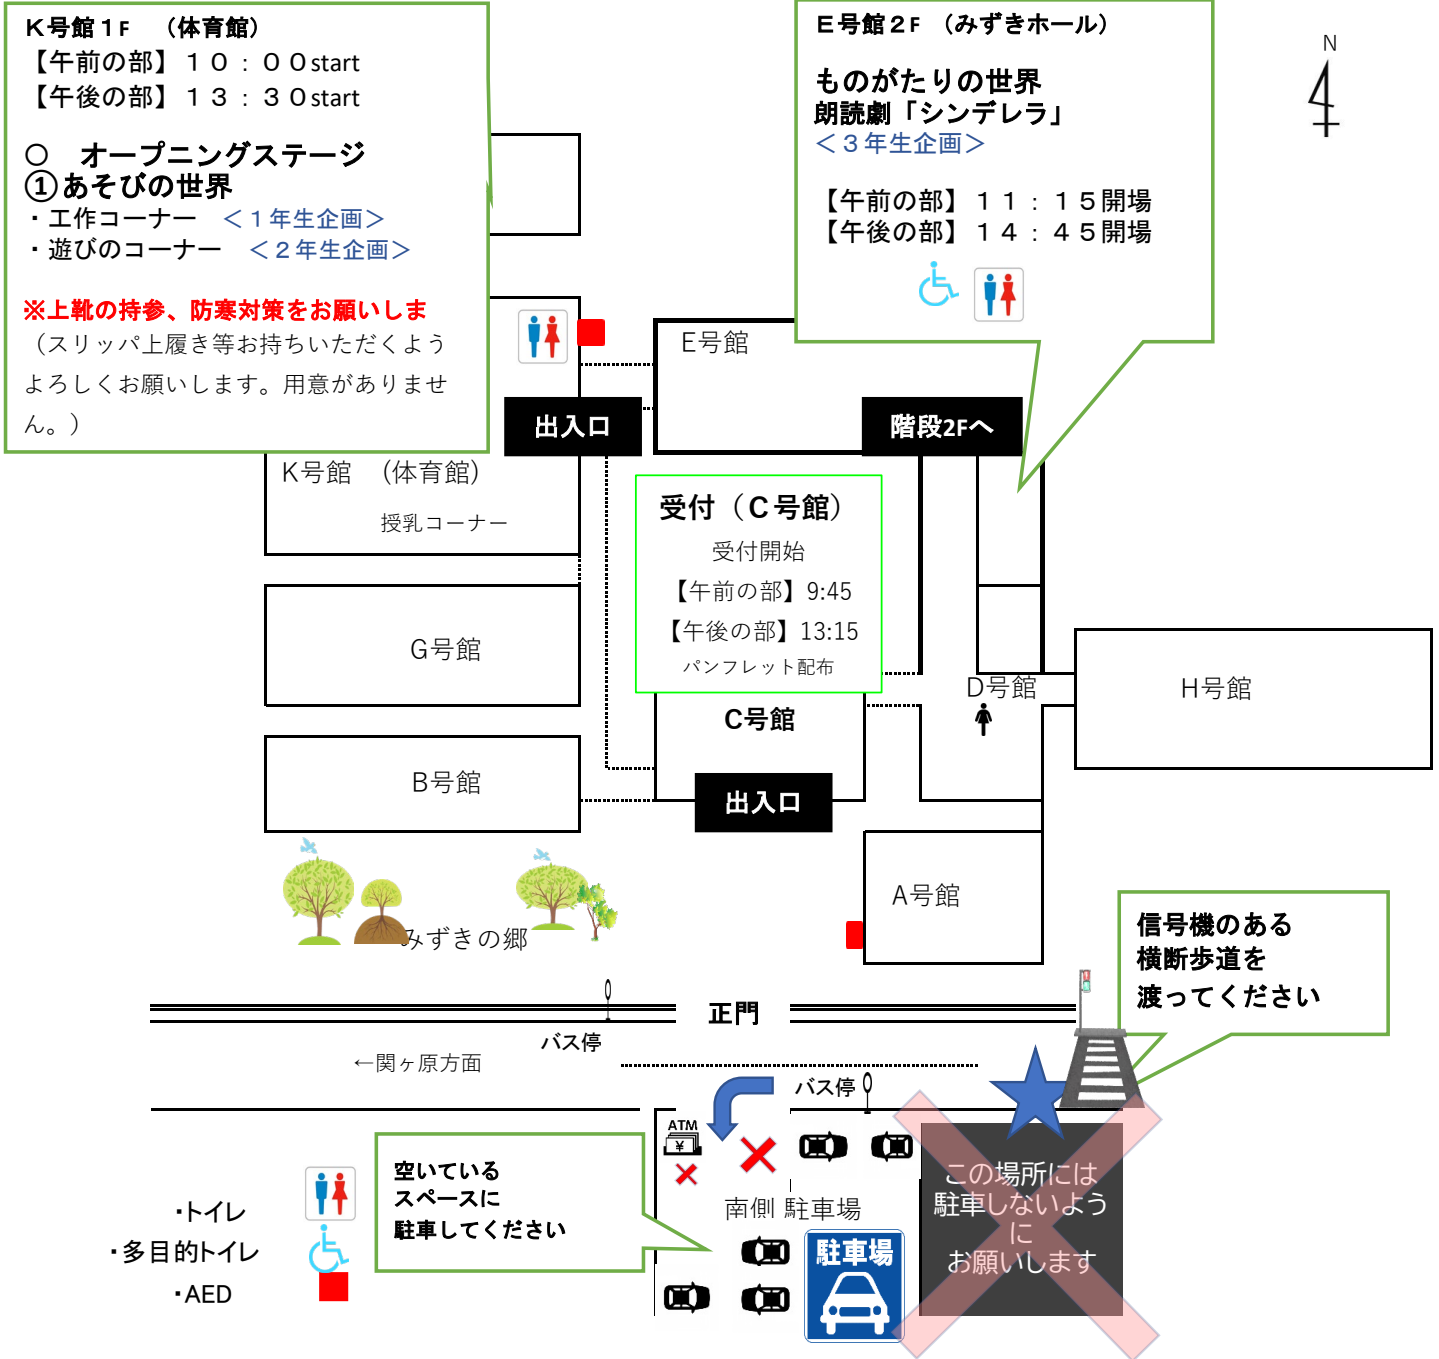 K号館1F　（体育館）
【午前の部】１０：００start
【午後の部】１３：３０start
○　オープニングステージ
①あそびの世界
・工作コーナー　＜１年生企画＞
・遊びのコーナー　＜２年生企画＞
※上靴の持参、防寒対策をお願いしま
（スリッパ上履き等お持ちいただくよう
よろしくお願いします。用意がありませ
ん。）
E号館2F　（みずきホール）
ものがたりの世界
朗読劇「シンデレラ」
＜３年生企画＞
【午前の部】１１：１５開場
【午後の部】１４：４５開場
N
E号館
出入口
階段2Fへ
K号館　（体育館）
授乳コーナー
受付（C号館）
受付開始
【午前の部】9:45
【午後の部】13:15
パンフレット配布
G号館
C号館
D号館
H号館
B号館
出入口
A号館
みずきの郷
信号機のある
横断歩道を
渡ってください
正門
バス停
←関ヶ原方面
バス停
ATM
¥
南側 駐車場
空いている
スペースに
駐車してください
駐車場
この場所には
駐車しないよう
に
お願いします
・トイレ
・多目的トイレ
・AED